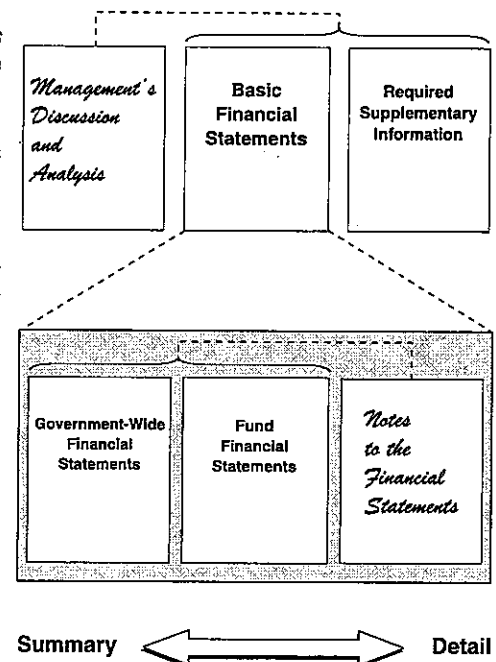 Management's
Discussion
and
Analysis
Basic
Financial
Statements
Required
Supplementary
Information
Government-Wide
Financial
Statements
Fund
Financial
Statements
Notes
to the
Financial
Statements
Summary
Detail